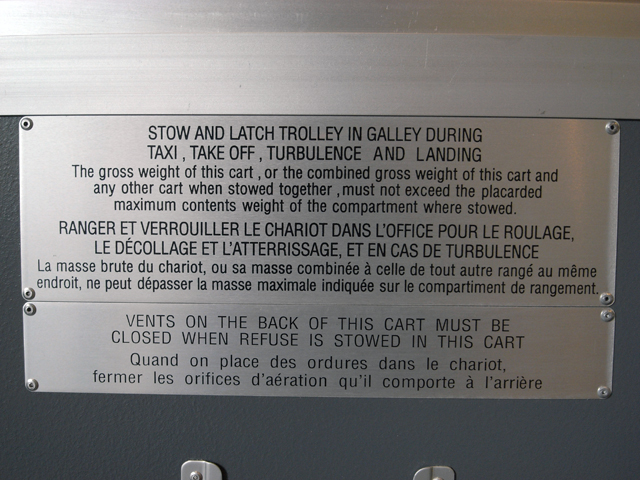 STOW AND LATCH TROLLEY IN GALLEY DURING
TAXI , TAKE OFF , TURBULENCE AND LANDING
The gross weight of this cart , or the combined gross weight of this cart and
any other cart when stowed together , must not exceed the placarded
maximum contents weight of the compartment where stowed.
RANGER ET VERROUILLER LE CHARIOT DANS L'OFFICE POUR LE ROULAGE,
LE DÉCOLLAGE ET L'ATTERRISSAGE, ET EN CAS DE TURBULENCE
La masse brute du chariot, ou sa masse combinée à celle de tout autre rangé au même
endroit, ne peut dépasser la masse maximale indiquée sur le compartiment de rangement.
VENTS ON THE BACK OF THIS CART MUST BE
CLOSED WHEN REFUSE IS STOWED IN THIS CART
Quand on place des ordures dans le chariot,
fermer les orifices d'aération qu'il comporte à l'arrière